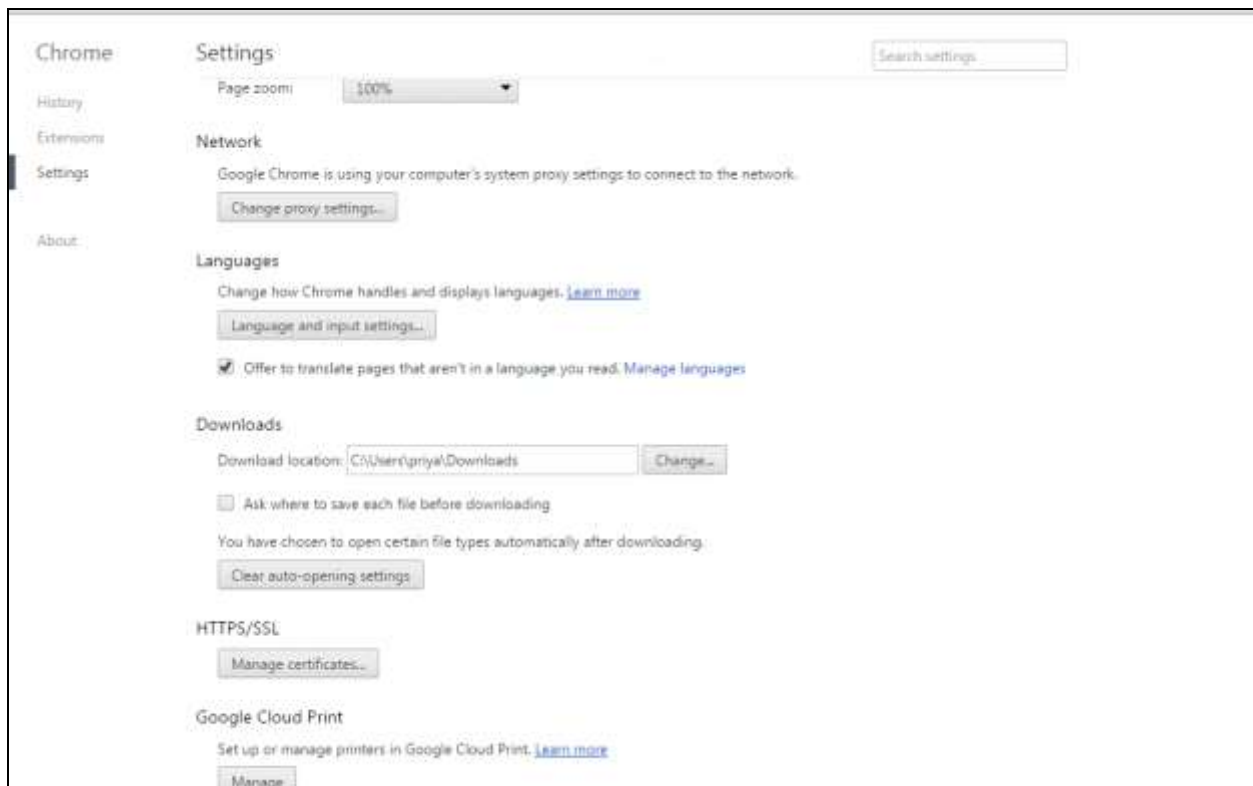 Chrome
Settings
Search settings
History
Extensions
Settings
About
Page zoom: 100%
Network
Google Chrome is using your computer's system proxy settings to connect to the network.
Change proxy settings...
Languages
Change how Chrome handles and displays languages. Learn more
Language and input settings...
Offer to translate pages that aren't in a language you read. Manage languages
Downloads
Download location: C:\Users\priya\Downloads Change...
Ask where to save each file before downloading
You have chosen to open certain file types automatically after downloading.
Clear auto-opening settings
HTTPS/SSL
Manage certificates...
Google Cloud Print
Set up or manage printers in Google Cloud Print. Learn more
Manage